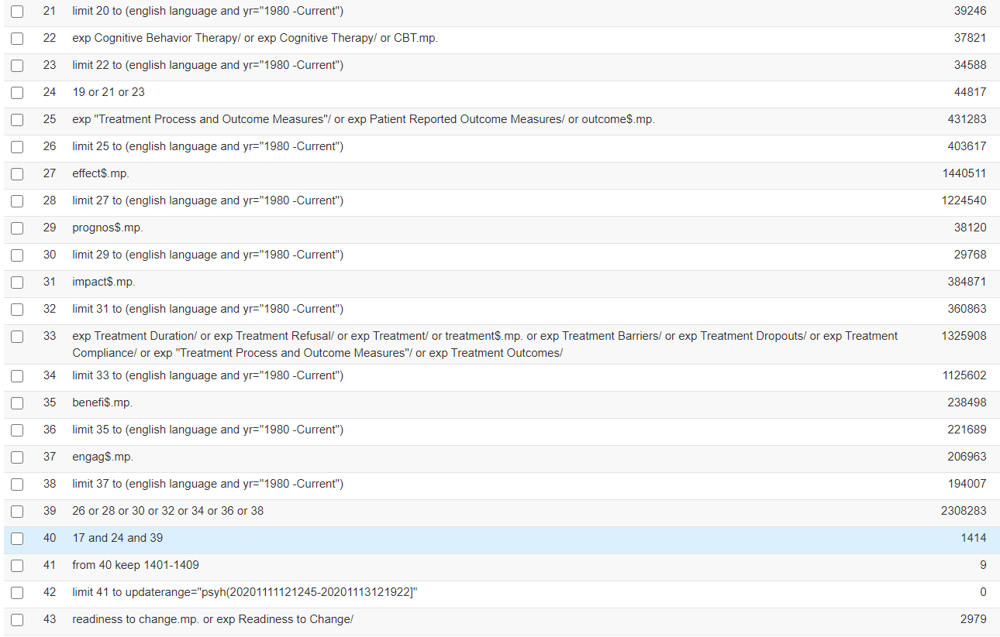 21 limit 20 to (english language and yr="1980 -Current") 39246
22 exp Cognitive Behavior Therapy/ or exp Cognitive Therapy/ or CBT.mp. 37821
23 limit 22 to (english language and yr="1980 -Current") 34588
24 19 or 21 or 23 44817
25 exp "Treatment Process and Outcome Measures"/ or exp Patient Reported Outcome Measures/ or outcome$.mp. 431283
26 limit 25 to (english language and yr="1980 -Current") 403617
27 effect$.mp. 1440511
28 limit 27 to (english language and yr="1980 -Current") 1224540
29 prognos$.mp. 38120
30 limit 29 to (english language and yr="1980 -Current") 29768
31 impact$.mp. 384871
32 limit 31 to (english language and yr="1980 -Current") 360863
33 exp Treatment Duration/ or exp Treatment Refusal/ or exp Treatment/ or treatment$.mp. or exp Treatment Barriers/ or exp Treatment Dropouts/ or exp Treatment 1325908
Compliance/ or exp "Treatment Process and Outcome Measures"/ or exp Treatment Outcomes/
34 limit 33 to (english language and yr="1980 -Current") 1125602
35 benefi$.mp. 238498
36 limit 35 to (english language and yr="1980 -Current") 221689
37 engag$.mp. 206963
38 limit 37 to (english language and yr="1980 -Current") 194007
39 26 or 28 or 30 or 32 or 34 or 36 or 38 2308283
40 17 and 24 and 39 1414
41 from 40 keep 1401-1409 9
42 limit 41 to updaterange="psyh(20201111121245-20201113121922]" 0
43 readiness to change.mp. or exp Readiness to Change/ 2979